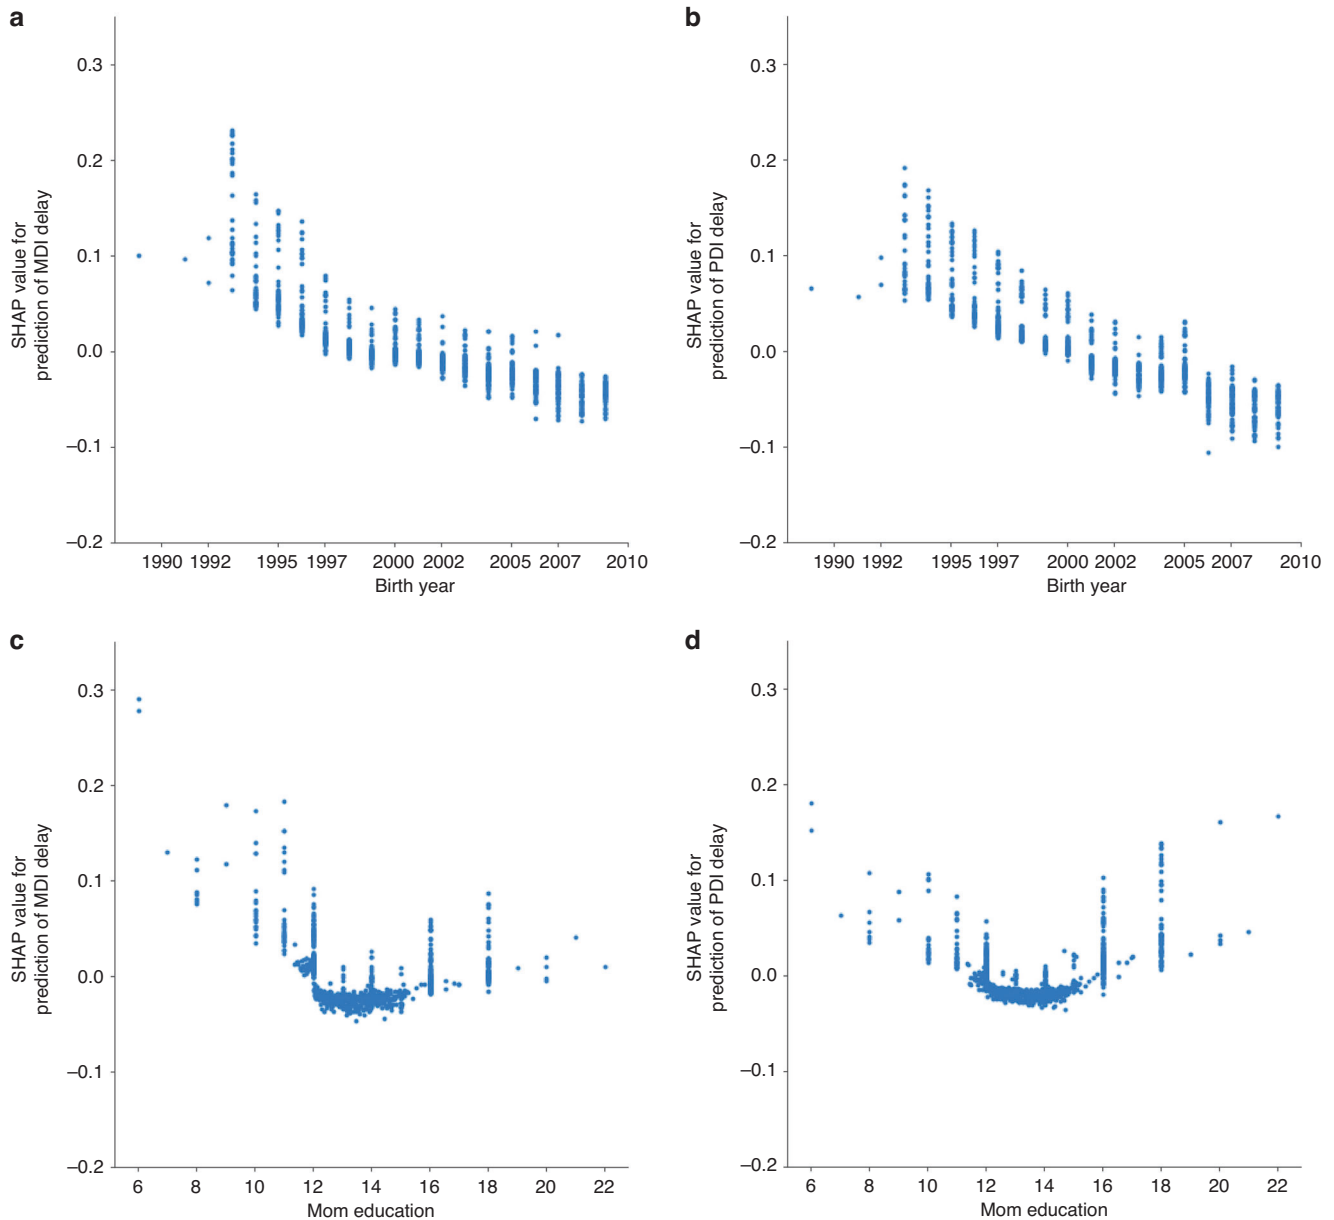 a
0.3
0.2
0.1
0.0
–0.1
–0.2
SHAP value for
prediction of MDI delay
1990 1992 1995 1997 2000 2002 2005 2007 2010
Birth year
b
0.3
0.2
0.1
0.0
–0.1
–0.2
SHAP value for
prediction of PDI delay
1990 1992 1995 1997 2000 2002 2005 2007 2010
Birth year
c
0.3
0.2
0.1
0.0
–0.1
–0.2
SHAP value for
prediction of MDI delay
6 8 10 12 14 16 18 20 22
Mom education
d
0.3
0.2
0.1
0.0
–0.1
–0.2
SHAP value for
prediction of PDI delay
6 8 10 12 14 16 18 20 22
Mom education